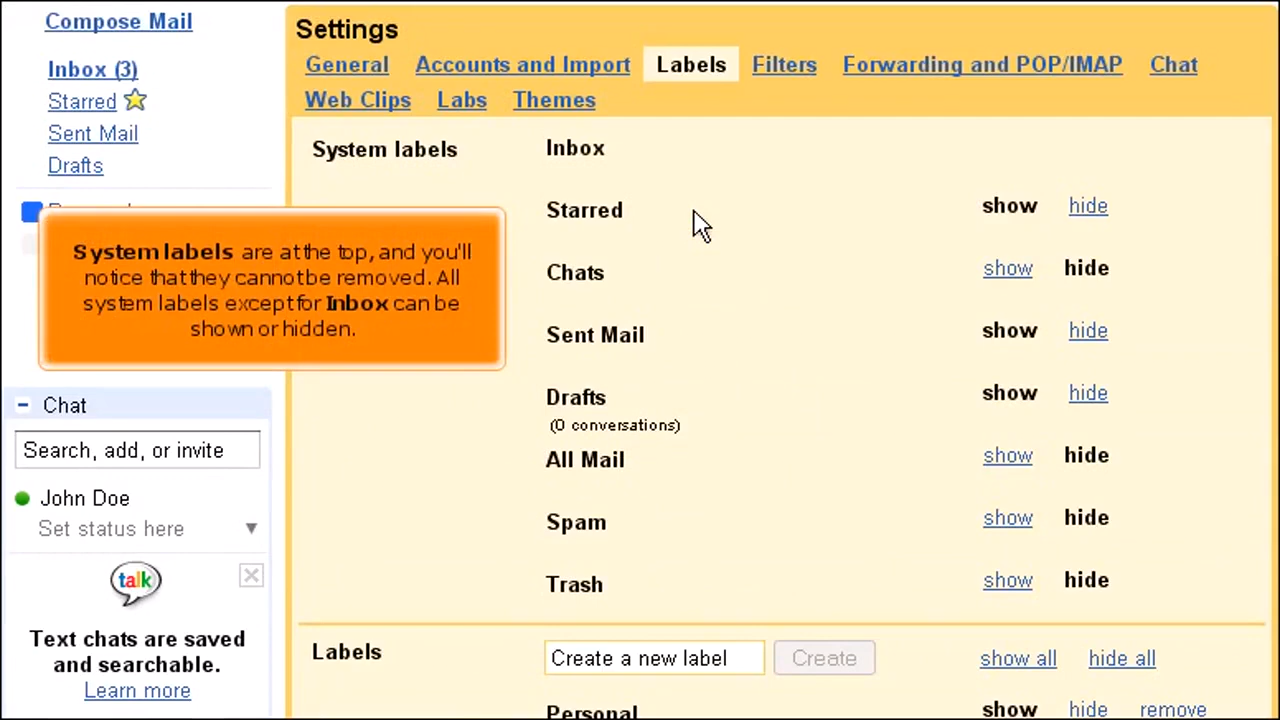 Compose Mail
Inbox (3)
Starred
Sent Mail
Drafts
System labels are at the top, and you'll
notice that they cannot be removed. All
system labels except for Inbox can be
shown or hidden.
Chat
Search, add, or invite
John Doe
Set status here
talk
Text chats are saved
and searchable.
Learn more
Settings
General Accounts and Import Labels Filters Forwarding and POP/IMAP Chat
Web Clips Labs Themes
System labels Inbox
Starred show hide
Chats show hide
Sent Mail show hide
Drafts show hide
(0 conversations)
All Mail show hide
Spam show hide
Trash show hide
Labels Create a new label Create show all hide all
Personal show hide remove